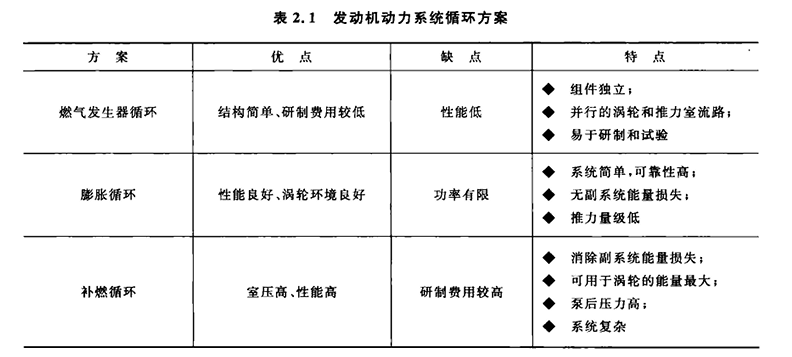 表 2.1 发动机动力系统循环方案
方 案 优 点 缺 点 特 点
燃气发生器循环 结构简单、研制费用较低 性能低
◆ 组件独立；
◆ 并行的涡轮和推力室流路；
◆ 易于研制和试验
膨胀循环 性能良好、涡轮环境良好 功率有限
◆ 系统简单，可靠性高；
◆ 无副系统能量损失；
◆ 推力量级低
补燃循环 室压高、性能高 研制费用较高
◆ 消除副系统能量损失；
◆ 可用于涡轮的能量最大；
◆ 泵后压力高；
◆ 系统复杂